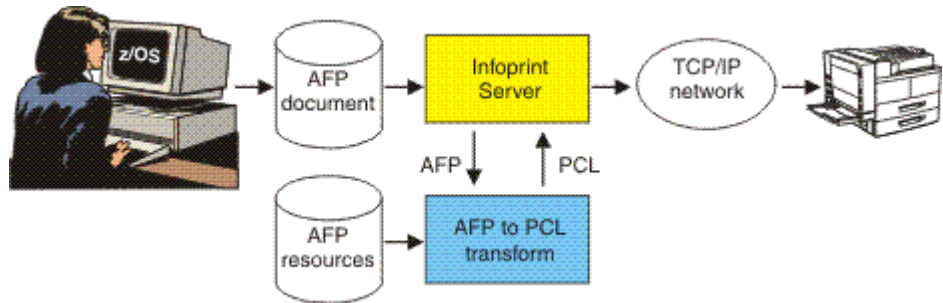 z/OS
AFP
document
Infoprint
Server
TCP/IP
network
AFP
PCL
AFP
resources
AFP to PCL
transform